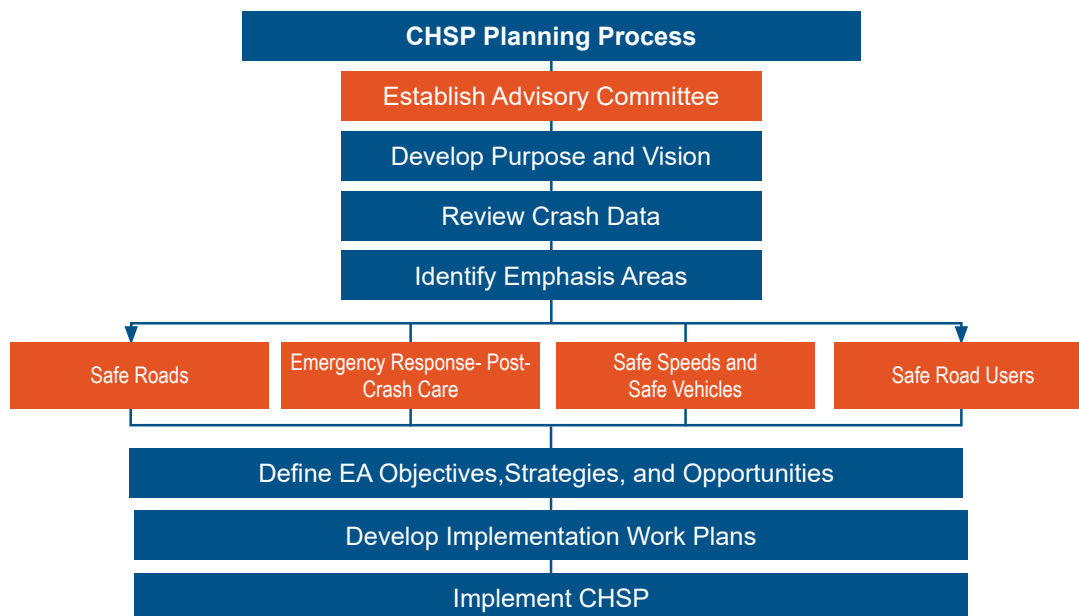 CHSP Planning Process
Establish Advisory Committee
Develop Purpose and Vision
Review Crash Data
Identify Emphasis Areas
Safe Roads
Emergency Response- Post-
Crash Care
Safe Speeds and
Safe Vehicles
Safe Road Users
Define EA Objectives,Strategies, and Opportunities
Develop Implementation Work Plans
Implement CHSP